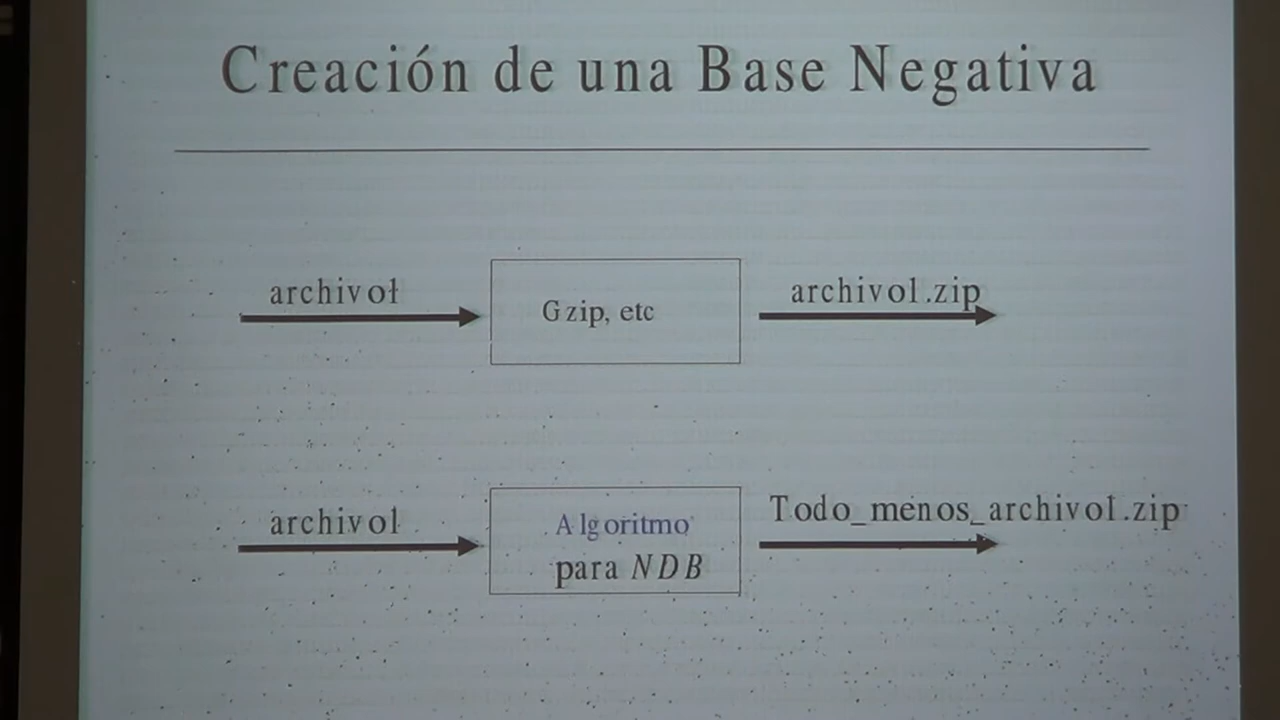 Creación de una Base Negativa
archivo1
Gzip, etc
archivo1.zip
archivo1
Algoritmo
para NDB
Todo_menos_archivo1.zip